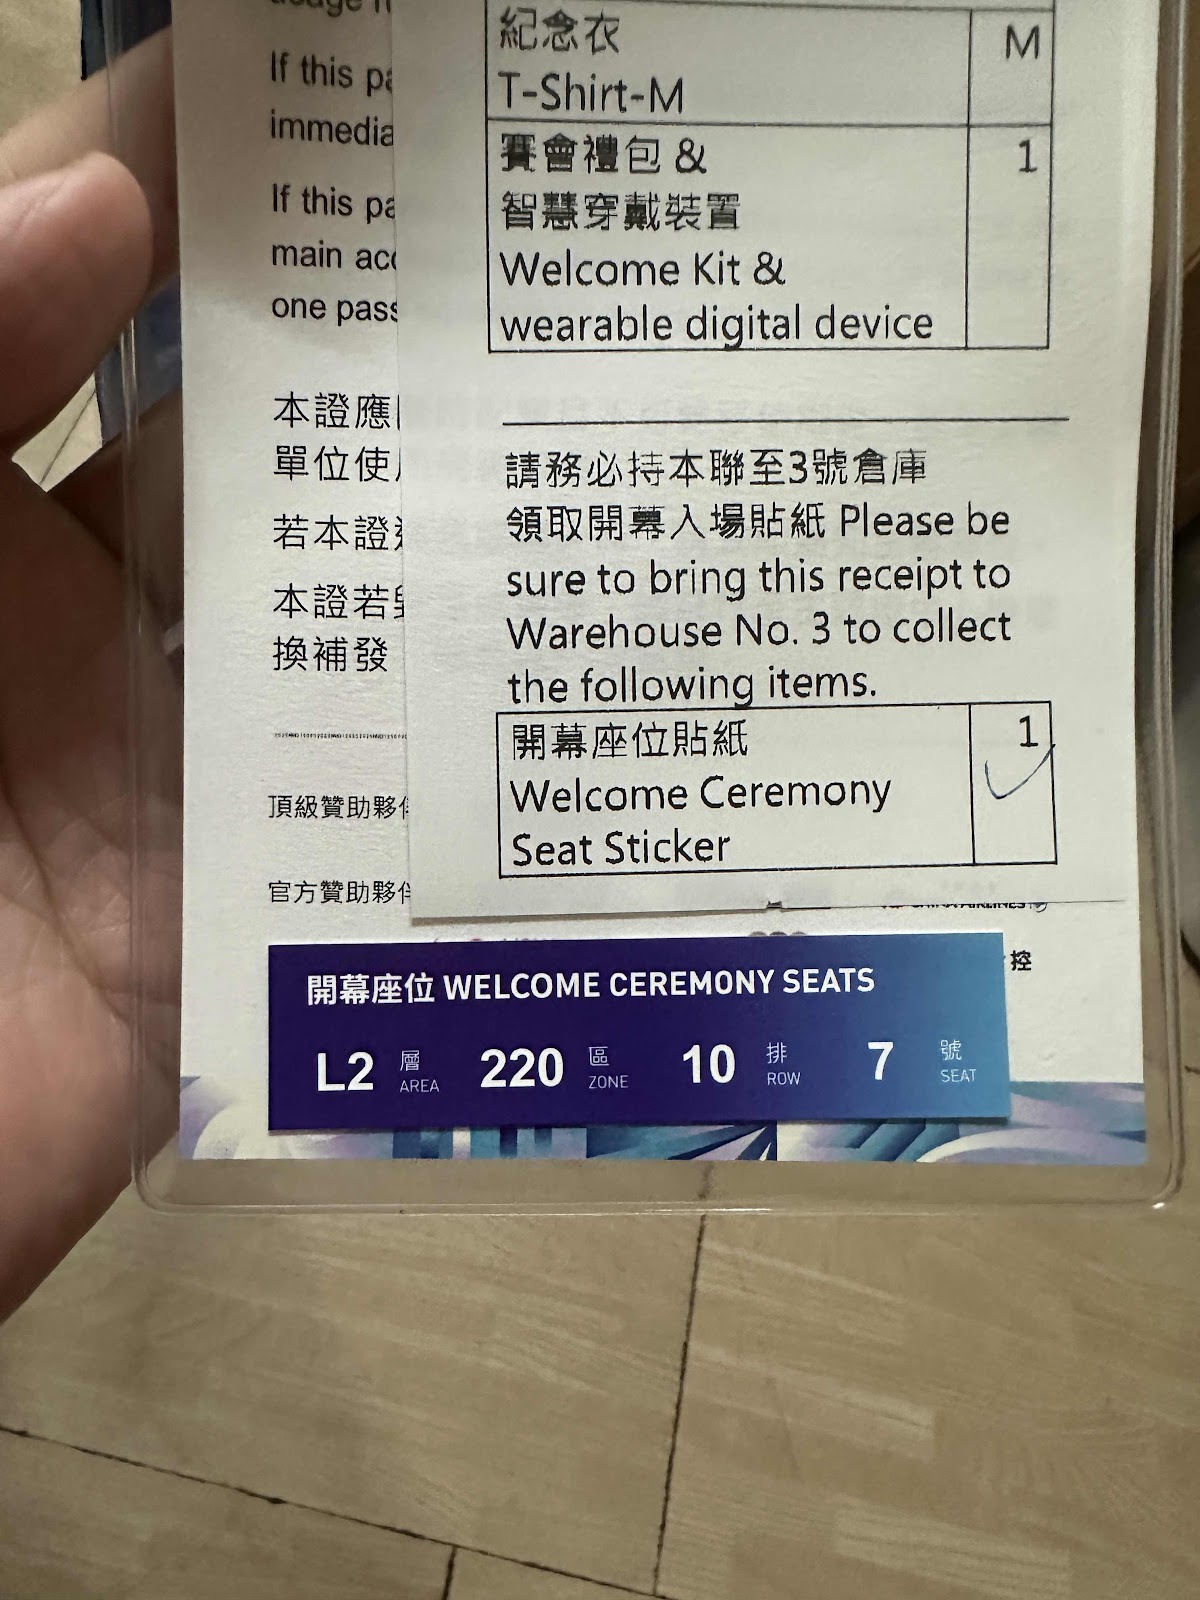 If this
immedia
If this
main
one pass
本證應
單位使
若本證
本證若
換補發
頂級贊助夥伴
官方贊助夥伴
紀念衣 M
T-Shirt-M
賽會禮包 & 1
智慧穿戴裝置
Welcome Kit &
wearable digital device
請務必持本聯至3號倉庫
領取開幕入場貼紙 Please be
sure to bring this receipt to
Warehouse No. 3 to collect
the following items.
開幕座位貼紙 1
Welcome Ceremony
Seat Sticker
控
開幕座位 WELCOME CEREMONY SEATS
L2 層 AREA 220 區 ZONE 10 排 ROW 7 號 SEAT